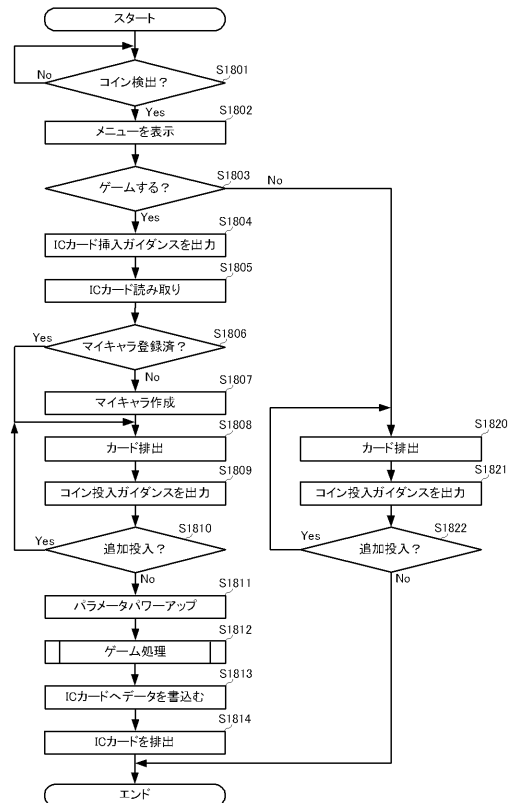 スタート
S1801
コイン検出？
No
Yes
S1802
メニューを表示
S1803
ゲームする？
No
Yes
S1804
ICカード挿入ガイダンスを出力
S1805
ICカード読み取り
S1806
マイキャラ登録済？
Yes
No
S1807
マイキャラ作成
S1808
カード排出
S1809
コイン投入ガイダンスを出力
S1810
追加投入？
Yes
No
S1811
パラメータパワーアップ
S1812
ゲーム処理
S1813
ICカードへデータを書込む
S1814
ICカードを排出
エンド
S1820
カード排出
S1821
コイン投入ガイダンスを出力
S1822
追加投入？
Yes
No